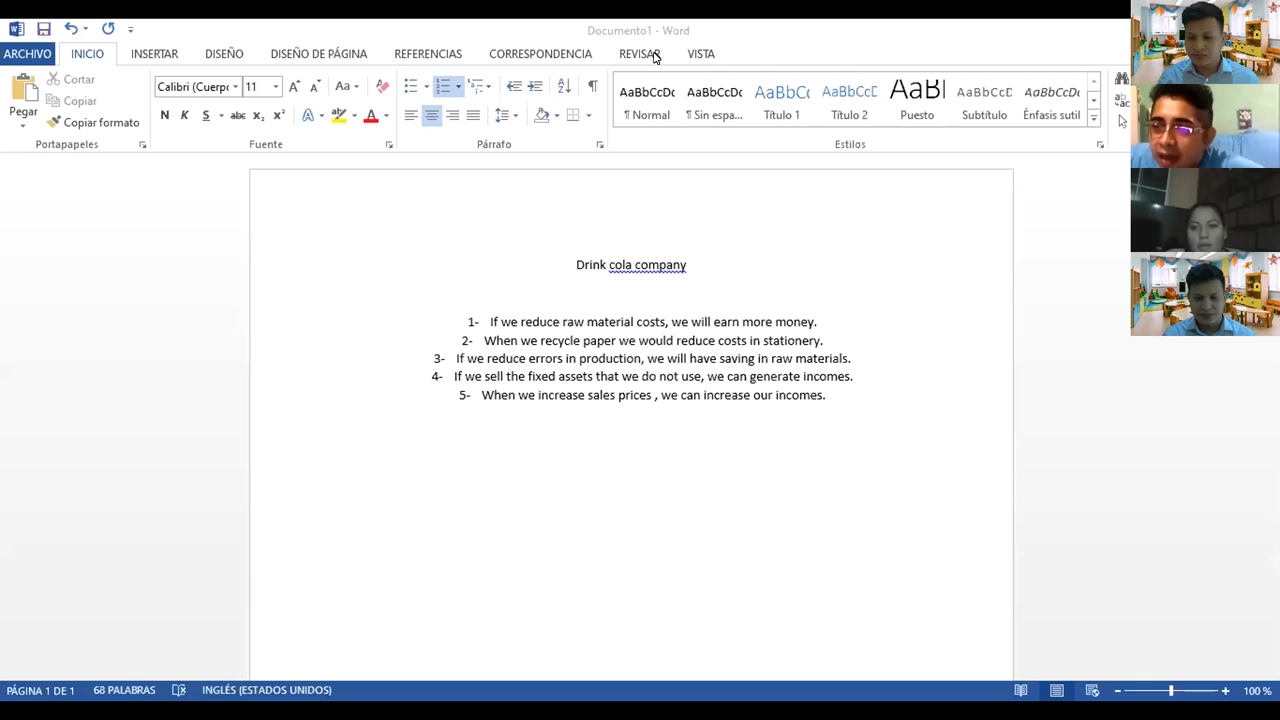 Documento1 - Word
ARCHIVO INICIO INSERTAR DISEÑO DISEÑO DE PÁGINA REFERENCIAS CORRESPONDENCIA REVISAR VISTA
Pegar
Cortar
Copiar
Copiar formato
Calibri (Cuerpo 11
N K S abc x₂ x²
Aa
AaBbCcDc AaBbCcDc AaBbCc AaBbCcC AaBl AaBbCcD AaBbCcDc
¶ Normal ¶ Sin espa... Título 1 Título 2 Puesto Subtítulo Énfasis sutil
Portapapeles Fuente Párrafo Estilos
Drink cola company
1- If we reduce raw material costs, we will earn more money.
2- When we recycle paper we would reduce costs in stationery.
3- If we reduce errors in production, we will have saving in raw materials.
4- If we sell the fixed assets that we do not use, we can generate incomes.
5- When we increase sales prices , we can increase our incomes.
PÁGINA 1 DE 1 68 PALABRAS INGLÉS (ESTADOS UNIDOS) 100 %